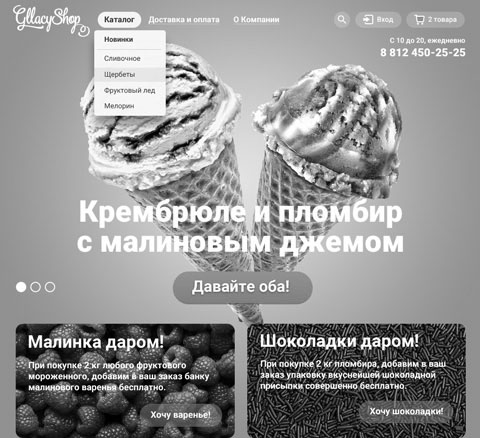 GllacyShop
Каталог
Доставка и оплата
О Компании
Вход
2 товара
Новинки
Сливочное
Щербеты
Фруктовый лед
Мелорин
С 10 до 20, ежедневно
8 812 450-25-25
Крембрюле и пломбир
с малиновым джемом
Давайте оба!
Малинка даром!
При покупке 2 кг любого фруктового
мороженного, добавим в ваш заказ банку
малинового варенья бесплатно.
Хочу варенье!
Шоколадки даром!
При покупке 2 кг пломбира, добавим в ваш
заказ упаковку вкуснейшей шоколадной
присыпки совершенно бесплатно.
Хочу шоколадки!